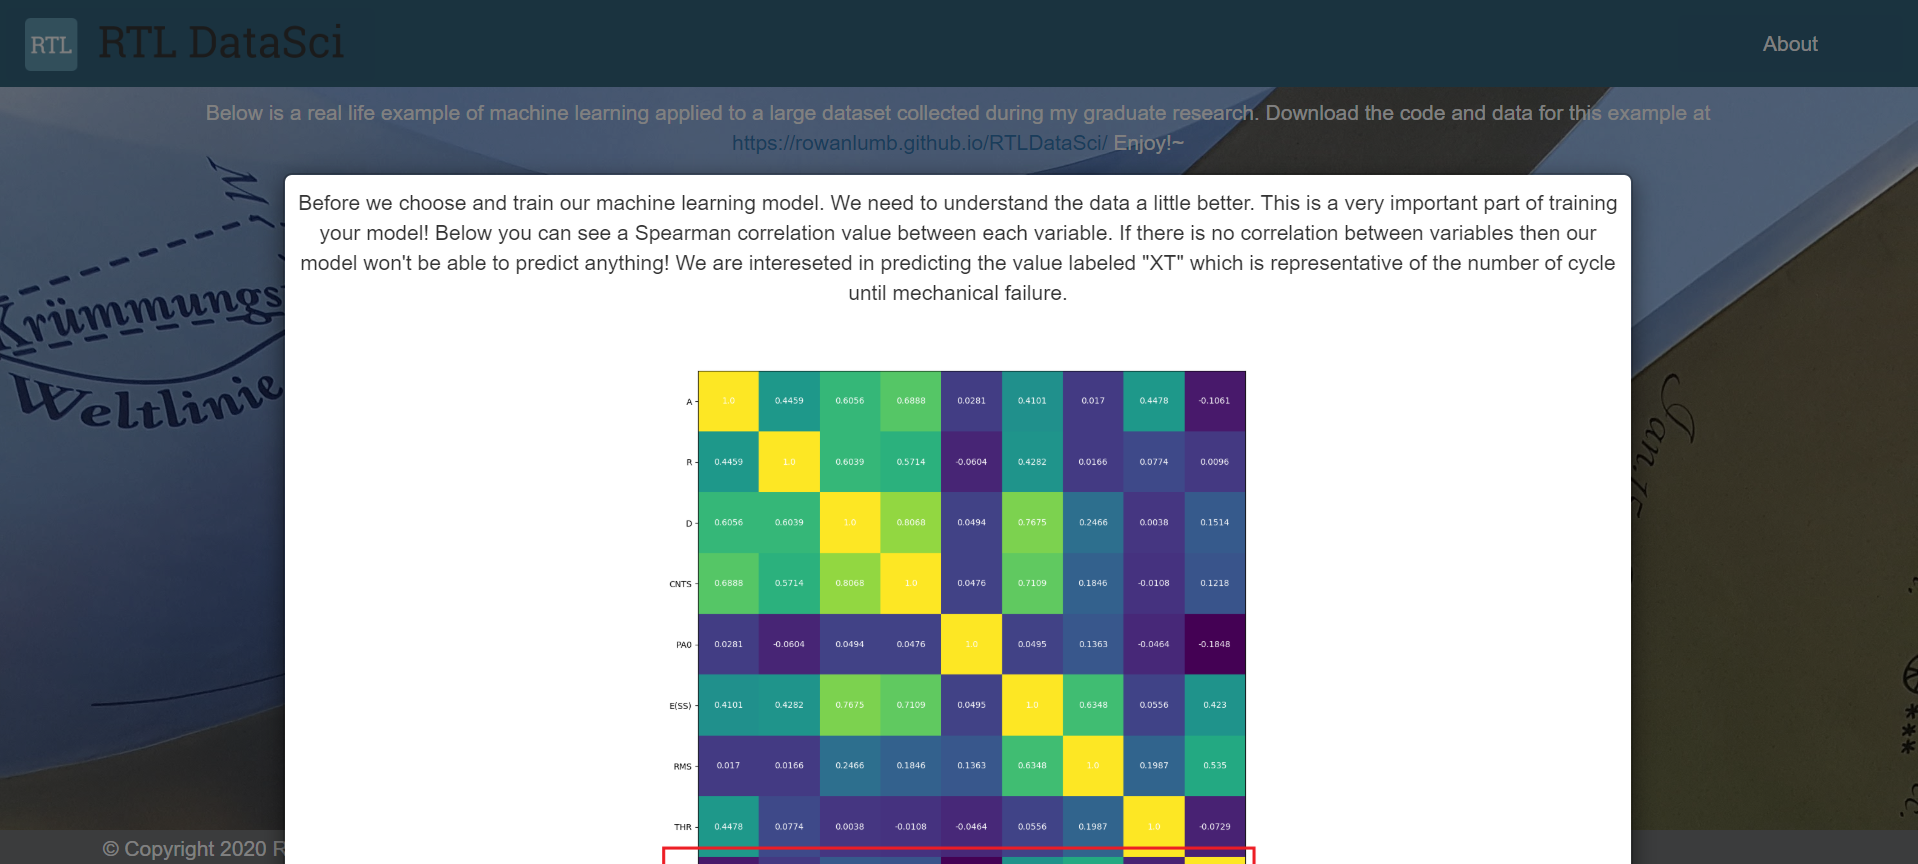 RTL RTL DataSci
About
Below is a real life example of machine learning applied to a large dataset collected during my graduate research. Download the code and data for this example at
https://rowanlumb.github.io/RTLDataSci/ Enjoy!~
Krümmungs
Weltlinie
Before we choose and train our machine learning model. We need to understand the data a little better. This is a very important part of training
your model! Below you can see a Spearman correlation value between each variable. If there is no correlation between variables then our
model won't be able to predict anything! We are intereseted in predicting the value labeled "XT" which is representative of the number of cycle
until mechanical failure.
A 1.0 0.4459 0.6056 0.6888 0.0281 0.4101 0.017 0.4478 -0.1061
R 0.4459 1.0 0.6039 0.5714 -0.0604 0.4282 0.0166 0.0774 0.0096
D 0.6056 0.6039 1.0 0.8068 0.0494 0.7675 0.2466 0.0038 0.1514
CNTS 0.6888 0.5714 0.8068 1.0 0.0476 0.7109 0.1846 -0.0108 0.1218
PA0 0.0281 -0.0604 0.0494 0.0476 1.0 0.0495 0.1363 -0.0464 -0.1848
E(SS) 0.4101 0.4282 0.7675 0.7109 0.0495 1.0 0.6348 0.0556 0.423
RMS 0.017 0.0166 0.2466 0.1846 0.1363 0.6348 1.0 0.1987 0.535
THR 0.4478 0.0774 0.0038 -0.0108 -0.0464 0.0556 0.1987 1.0 -0.0729
© Copyright 2020 R